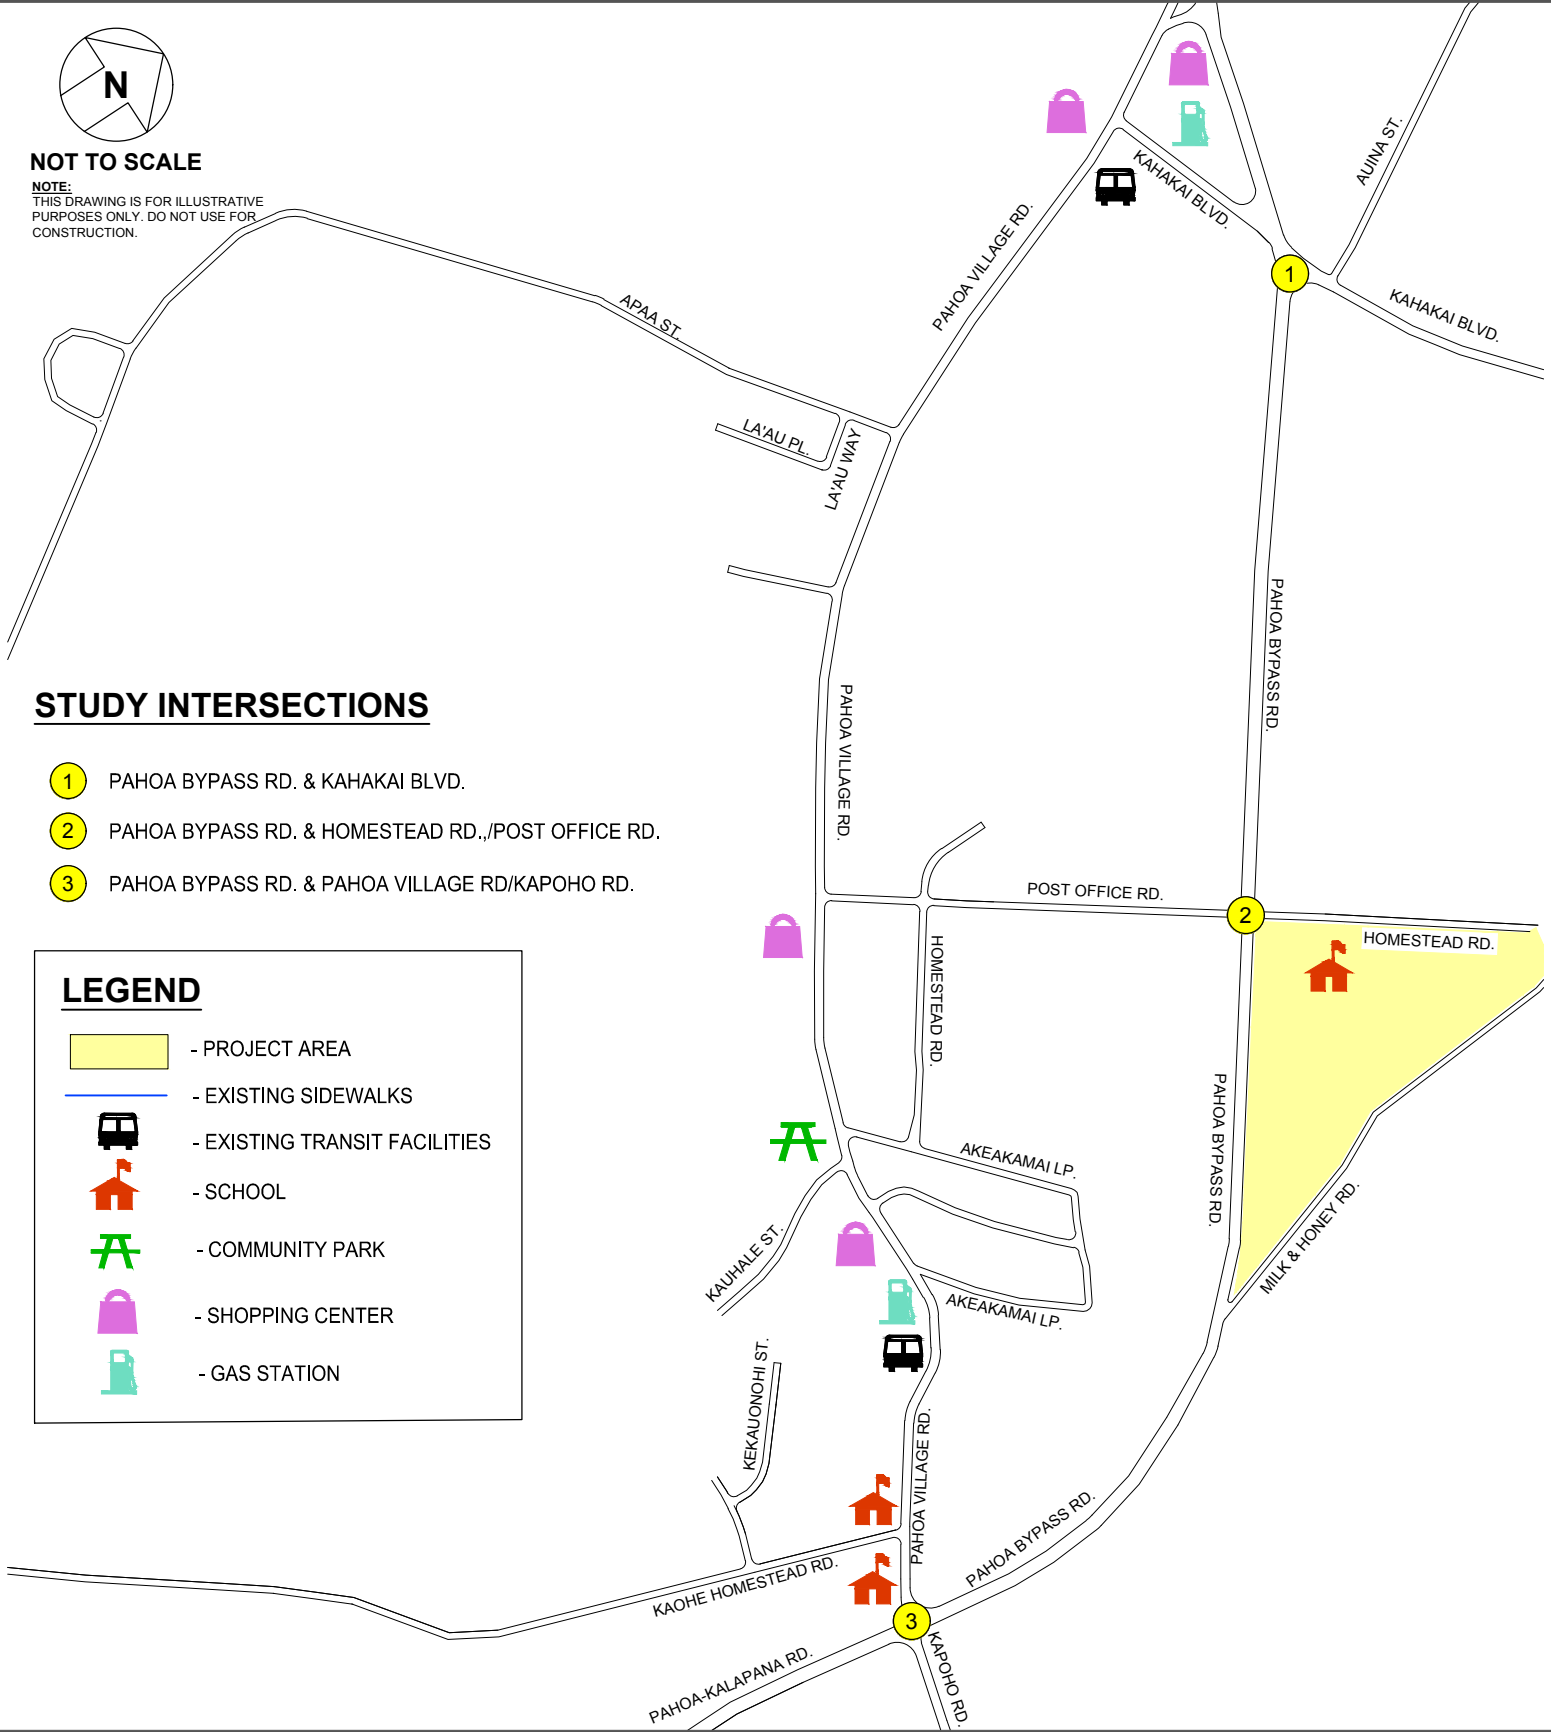 N
NOT TO SCALE
NOTE:
THIS DRAWING IS FOR ILLUSTRATIVE
PURPOSES ONLY. DO NOT USE FOR
CONSTRUCTION.
KAHAKAI BLVD.
AUINA ST.
PAHOA VILLAGE RD.
1
KAHAKAI BLVD.
APAA ST.
LA'AU PL.
LA'AU WAY
PAHOA BYPASS RD.
PAHOA VILLAGE RD.
STUDY INTERSECTIONS
1 PAHOA BYPASS RD. & KAHAKAI BLVD.
2 PAHOA BYPASS RD. & HOMESTEAD RD.,/POST OFFICE RD.
3 PAHOA BYPASS RD. & PAHOA VILLAGE RD/KAPOHO RD.
POST OFFICE RD.
2
HOMESTEAD RD.
HOMESTEAD RD.
LEGEND
- PROJECT AREA
- EXISTING SIDEWALKS
- EXISTING TRANSIT FACILITIES
- SCHOOL
- COMMUNITY PARK
- SHOPPING CENTER
- GAS STATION
AKEAKAMAI LP.
PAHOA BYPASS RD.
MILK & HONEY RD.
KAUHALE ST.
AKEAKAMAI LP.
KEKAUONOHI ST.
PAHOA VILLAGE RD.
PAHOA BYPASS RD.
KAOHE HOMESTEAD RD.
3
KAPOHO RD.
PAHOA-KALAPANA RD.